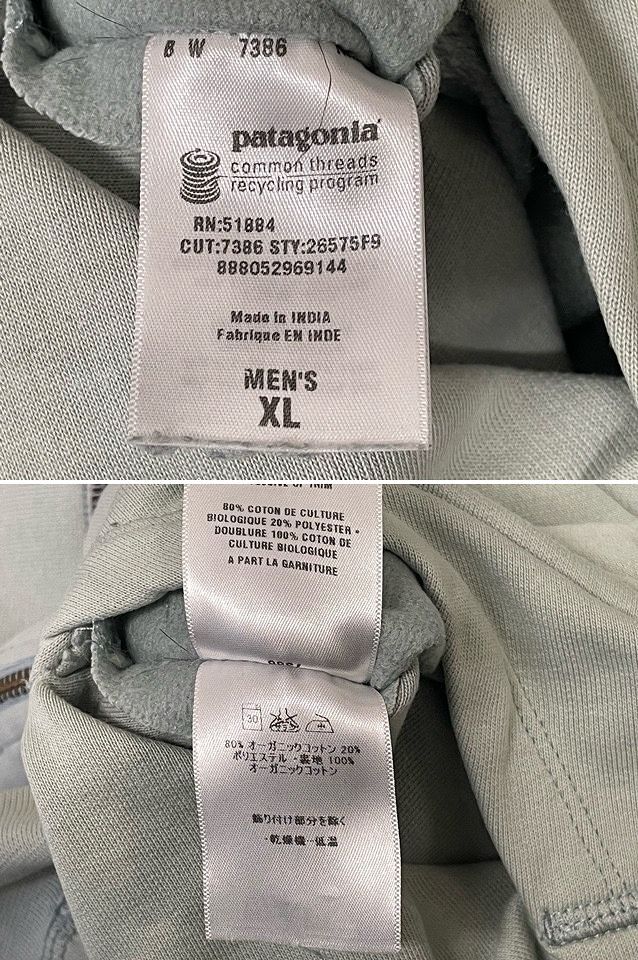 B W 7386
patagonia
common threads
recycling program
RN:51884
CUT:7386 STY:26575F9
888052969144
Made in INDIA
Fabriqué EN INDE
MEN'S
XL
80% COTON DE CULTURE
BIOLOGIQUE 20% POLYESTER •
DOUBLURE 100% COTON DE
CULTURE BIOLOGIQUE
A PART LA GARNITURE
30
80% オーガニックコットン 20%
ポリエステル・裏地 100%
オーガニックコットン
飾り付け部分を除く
・乾燥機…低温